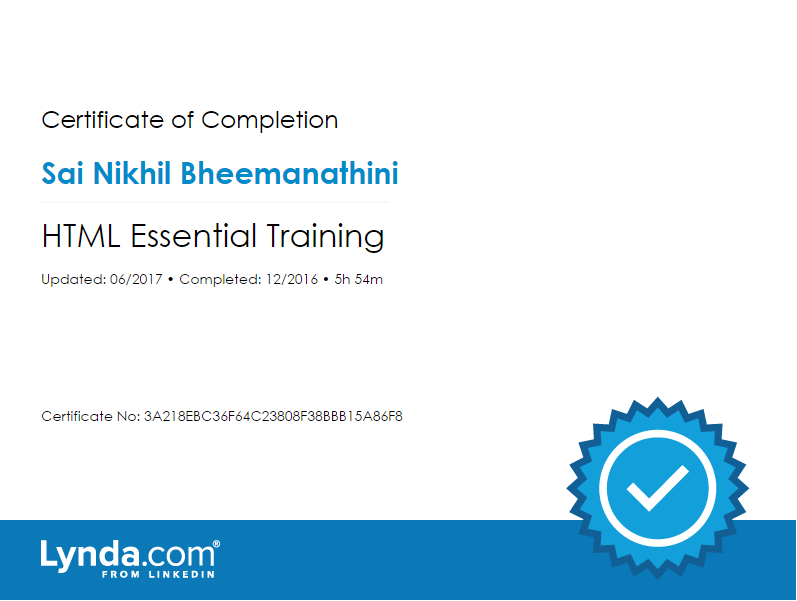 Certificate of Completion
Sai Nikhil Bheemanathini
HTML Essential Training
Updated: 06/2017 • Completed: 12/2016 • 5h 54m
Certificate No: 3A218EBC36F64C23808F38BBB15A86F8
Lynda.com®
FROM LINKEDIN